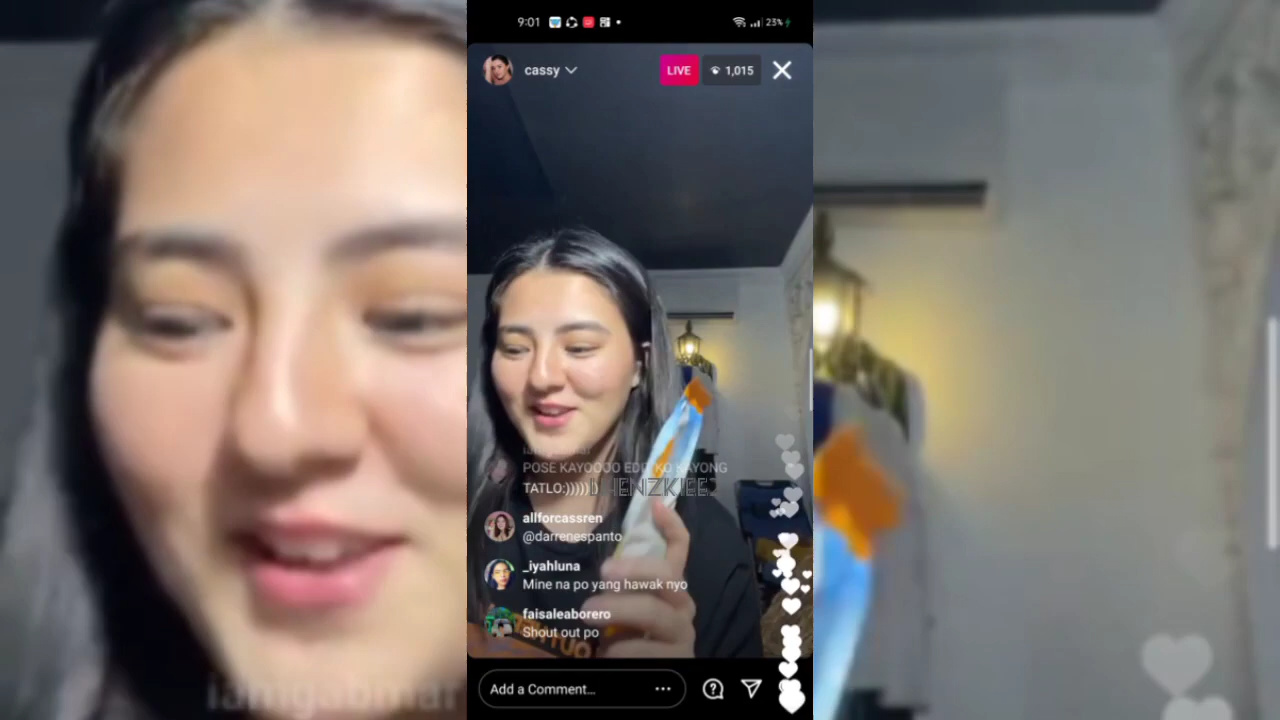 9:01
23%
cassy
LIVE
1,015
POSE KAYOOJO EDIT KO KAYONG
TATLO:)))))
allforcassren
@darrenespanto
_iyahluna
Mine na po yang hawak nyo
faisaleaborero
Shout out po
Add a Comment...